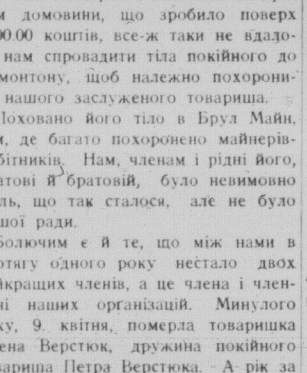 м домовини, що зробило поверх
00.00 коштів, все-ж таки не вдало-
нам спровадити тіла покійного до
монтону, щоб належно похорони-
нашого заслуженого товариша.
Поховано його тіло в Брул Майн,
м, де багато похоронено майнерів-
бітників. Нам, членам і рідні його,
атові й братовій, було невимовно
ль, що так сталося, але не було
шої ради.
Болючим є й те, що між нами в
отягу одного року нестало двох
йкращих членів, а це члена і член-
ні наших організацій. Минулого
ку, 9. квітня, померла товаришка
ена Верстюк, дружина покійного
вариша Петра Верстюка. А рік за